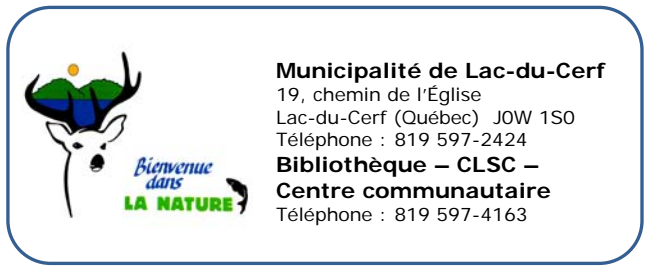 Bienvenue
dans
LA NATURE
Municipalité de Lac-du-Cerf
19, chemin de l'Église
Lac-du-Cerf (Québec)  J0W 1S0
Téléphone : 819 597-2424
Bibliothèque – CLSC –
Centre communautaire
Téléphone : 819 597-4163